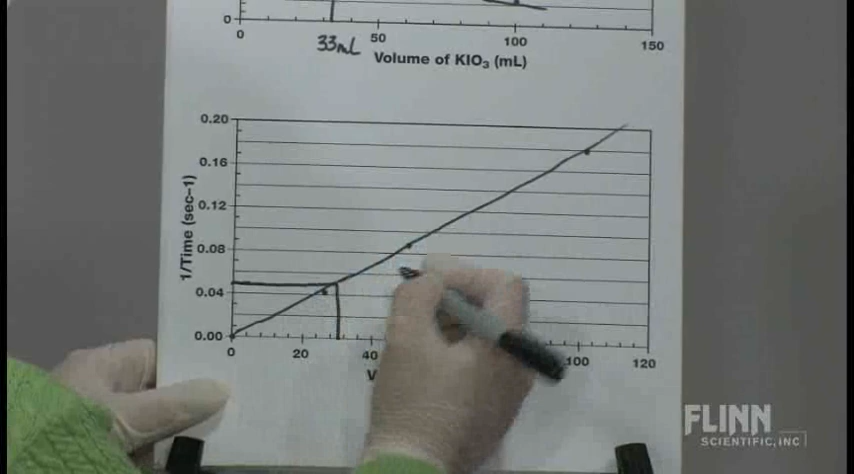 0
0 50 100 150
33mL
Volume of KIO3 (mL)
0.20
0.16
0.12
0.08
0.04
0.00
1/Time (sec–1)
0 20 40 100 120
V
FLINN
SCIENTIFIC, INC